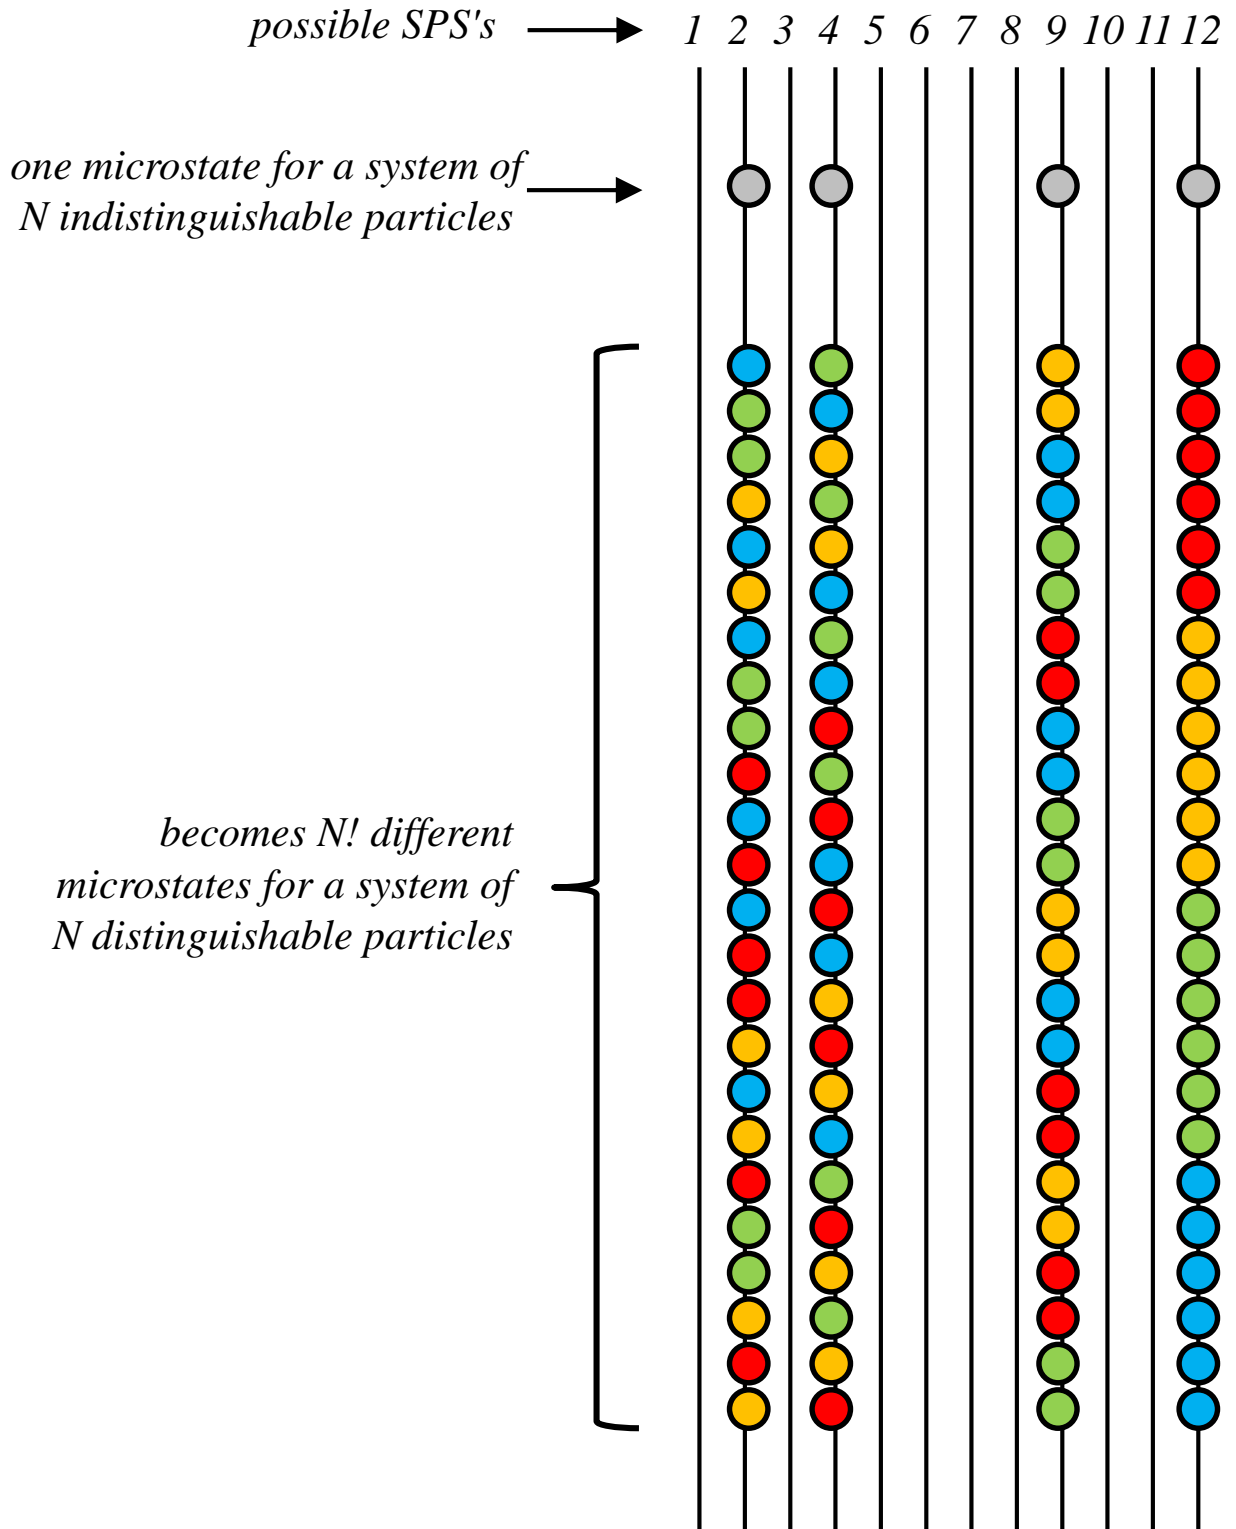 possible SPS's
1 2 3 4 5 6 7 8 9 10 11 12
one microstate for a system of
N indistinguishable particles
becomes N! different
microstates for a system of
N distinguishable particles